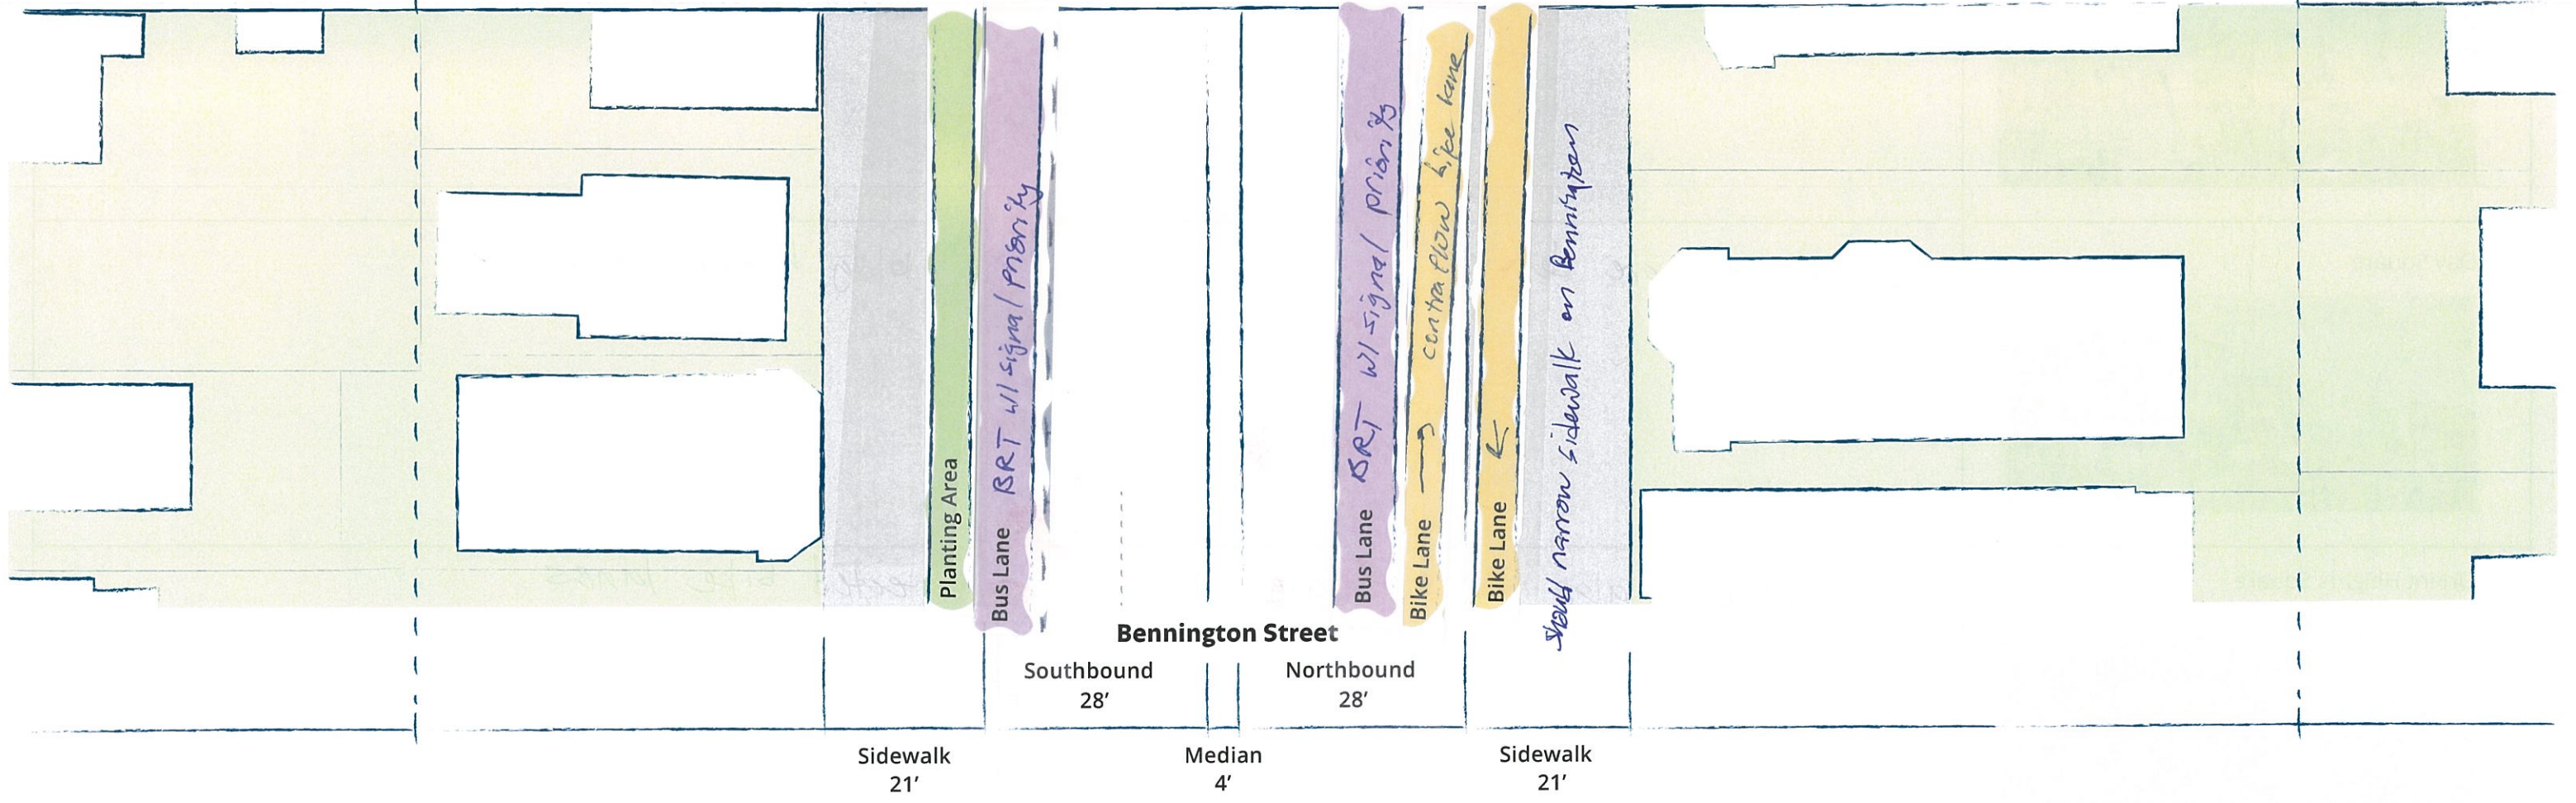 Planting Area
Bus Lane BRT w/ signal priority
Bus Lane BRT w/ signal priority
Bike Lane → contraflow bike lane
Bike Lane ←
should narrow sidewalk on Bennington
Bennington Street
Southbound
28’
Northbound
28’
Sidewalk
21’
Median
4’
Sidewalk
21’